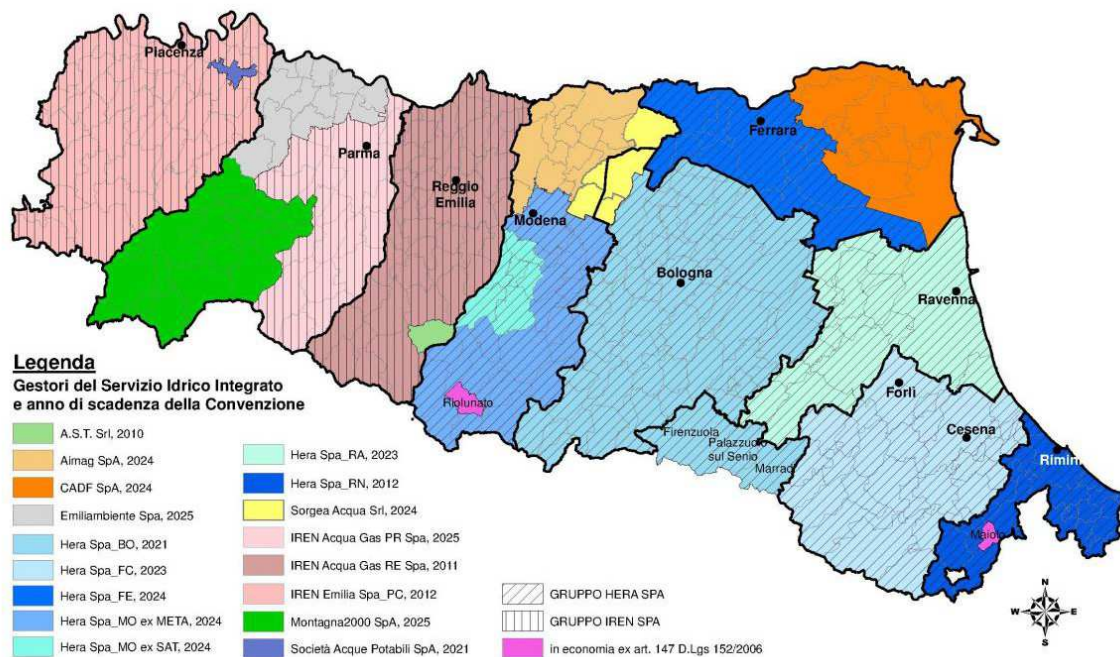 Piacenza
Parma
Reggio
Emilia
Modena
Ferrara
Bologna
Ravenna
Forlì
Cesena
Rimin
Riolunato
Firenzuola
Palazzuolo
sul Senio
Marrad
Maiolo
Legenda
Gestori del Servizio Idrico Integrato
e anno di scadenza della Convenzione
A.S.T. Srl, 2010
Aimag SpA, 2024
CADF SpA, 2024
Emiliambiente Spa, 2025
Hera Spa_BO, 2021
Hera Spa_FC, 2023
Hera Spa_FE, 2024
Hera Spa_MO ex META, 2024
Hera Spa_MO ex SAT, 2024
Hera Spa_RA, 2023
Hera Spa_RN, 2012
Sorgea Acqua Srl, 2024
IREN Acqua Gas PR Spa, 2025
IREN Acqua Gas RE Spa, 2011
IREN Emilia Spa_PC, 2012
Montagna2000 SpA, 2025
Società Acque Potabili SpA, 2021
GRUPPO HERA SPA
GRUPPO IREN SPA
in economia ex art. 147 D.Lgs 152/2006
N
W E
S